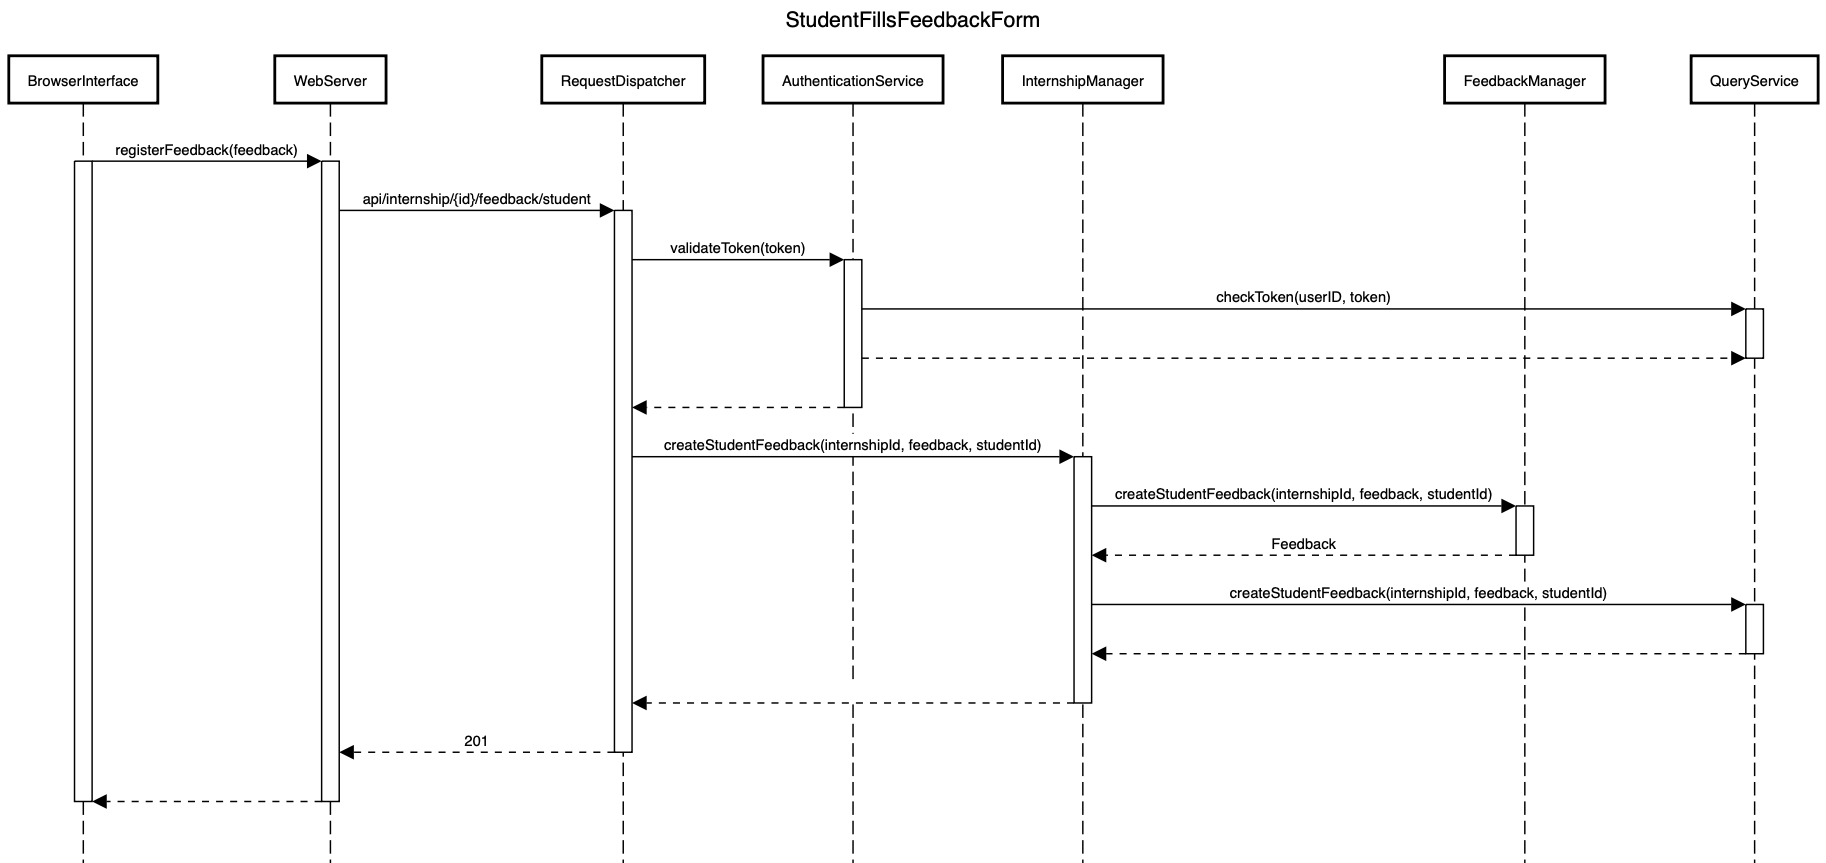 StudentFillsFeedbackForm
BrowserInterface
WebServer
RequestDispatcher
AuthenticationService
InternshipManager
FeedbackManager
QueryService
registerFeedback(feedback)
api/internship/{id}/feedback/student
validateToken(token)
checkToken(userID, token)
createStudentFeedback(internshipId, feedback, studentId)
createStudentFeedback(internshipId, feedback, studentId)
Feedback
createStudentFeedback(internshipId, feedback, studentId)
201